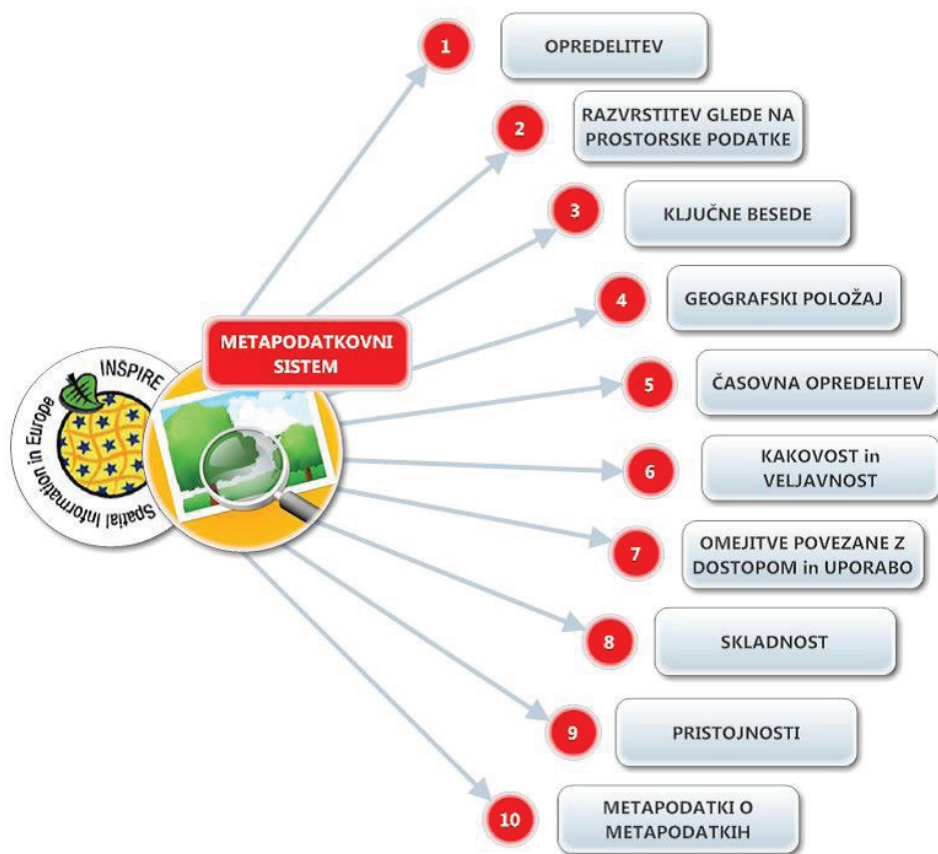 1
OPREDELITEV
2
RAZVRSTITEV GLEDE NA
PROSTORSKE PODATKE
3
KLJUČNE BESEDE
4
GEOGRAFSKI POLOŽAJ
METAPODATKOVNI
SISTEM
INSPIRE
Spatial Information in Europe
5
ČASOVNA OPREDELITEV
6
KAKOVOST in
VELJAVNOST
7
OMEJITVE POVEZANE Z
DOSTOPOM in UPORABO
8
SKLADNOST
9
PRISTOJNOSTI
10
METAPODATKI O
METAPODATKIH